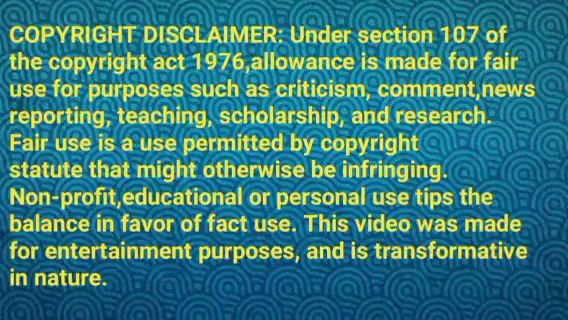 COPYRIGHT DISCLAIMER: Under section 107 of
the copyright act 1976,allowance is made for fair
use for purposes such as criticism, comment,news
reporting, teaching, scholarship, and research.
Fair use is a use permitted by copyright
statute that might otherwise be infringing.
Non-profit,educational or personal use tips the
balance in favor of fact use. This video was made
for entertainment purposes, and is transformative
in nature.